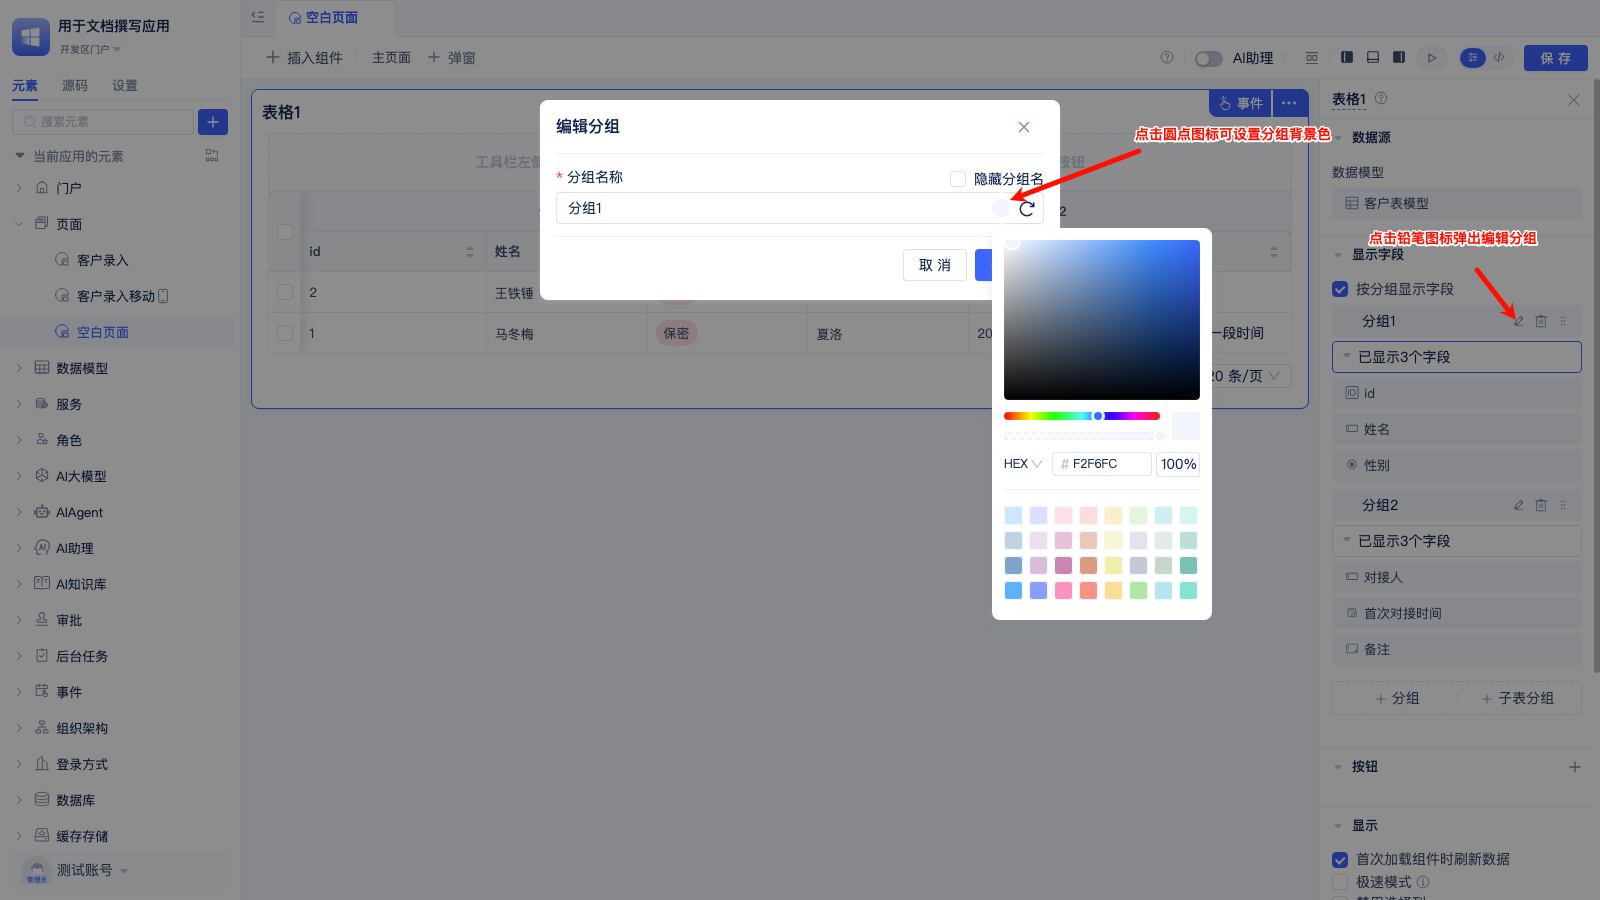 用于文档撰写应用
开发区门户
元素
源码
设置
搜索元素
当前应用的元素
门户
页面
客户录入
客户录入移动
空白页面
数据模型
服务
角色
AI大模型
AIAgent
AI助理
AI知识库
审批
后台任务
事件
组织架构
登录方式
数据库
缓存存储
测试账号
管理员
空白页面
插入组件
主页面
弹窗
AI助理
保 存
表格1
事件
工具栏左侧
按钮
2
id
姓名
2
王铁锤
1
马冬梅
保密
夏洛
20
一段时间
20 条/页
编辑分组
* 分组名称
隐藏分组名
分组1
取 消
HEX
# F2F6FC
100%
点击圆点图标可设置分组背景色
点击铅笔图标弹出编辑分组
表格1
数据源
数据模型
客户表模型
显示字段
按分组显示字段
分组1
已显示3个字段
id
姓名
性别
分组2
已显示3个字段
对接人
首次对接时间
备注
分组
子表分组
按钮
显示
首次加载组件时刷新数据
极速模式